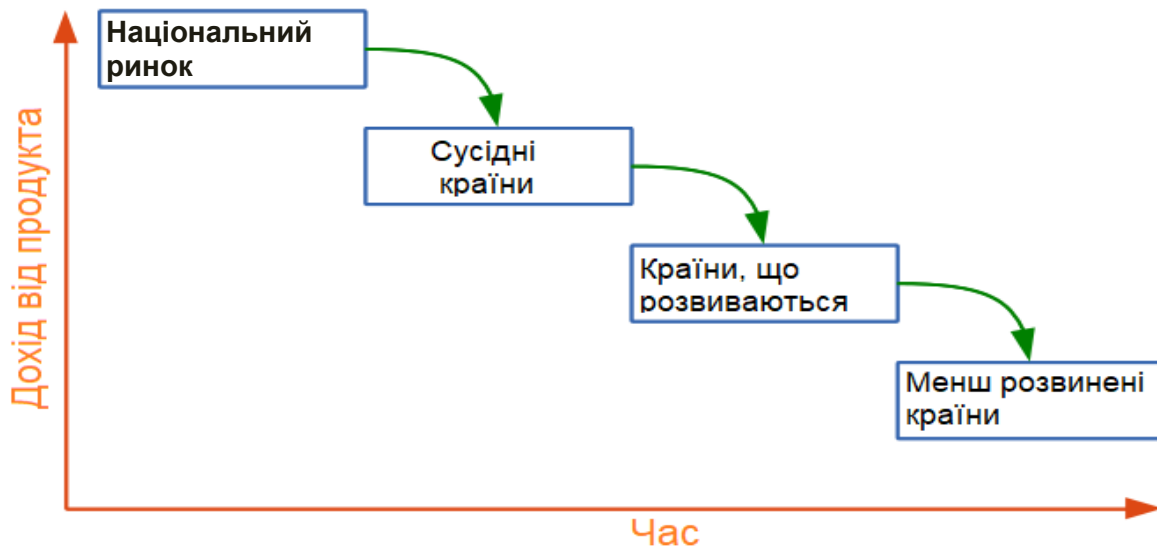 Національний
ринок
Сусідні
країни
Країни, що
розвиваються
Менш розвинені
країни
Дохід від продукта
Час